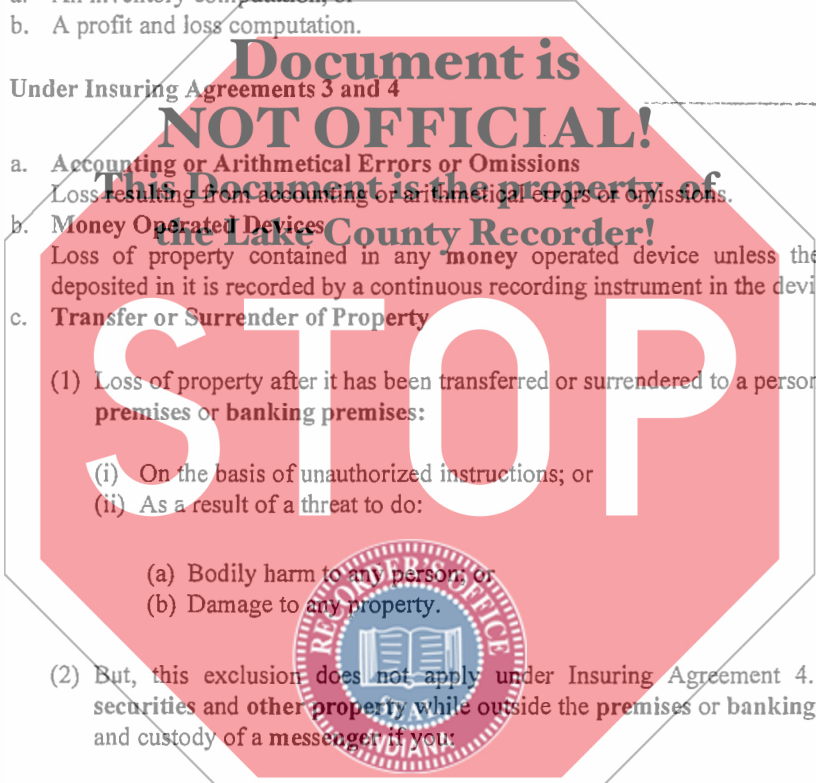 a. An inventory computation; or
b. A profit and loss computation.
Document is
Under Insuring Agreements 3 and 4
NOT OFFICIAL!
a. Accounting or Arithmetical Errors or Omissions
This Document is the property of
Loss resulting from accounting or arithmetical errors or omissions.
b. Money Operated Devices
the Lake County Recorder!
Loss of property contained in any money operated device unless the
deposited in it is recorded by a continuous recording instrument in the devi
c. Transfer or Surrender of Property
STOP
(1) Loss of property after it has been transferred or surrendered to a person
premises or banking premises:
(i) On the basis of unauthorized instructions; or
(ii) As a result of a threat to do:
(a) Bodily harm to any person; or
(b) Damage to any property.
RECORDER'S OFFICE
SEAL
INDIANA
(2) But, this exclusion does not apply under Insuring Agreement 4.
securities and other property while outside the premises or banking
and custody of a messenger if you: